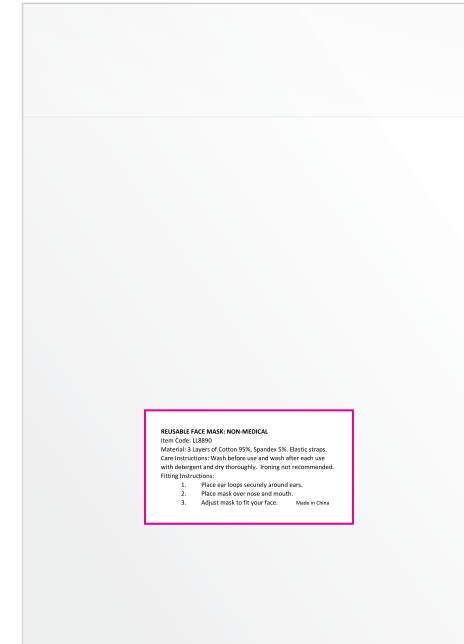 REUSABLE FACE MASK: NON-MEDICAL
Item Code: LL8890
Material: 3 Layers of Cotton 95%, Spandex 5%. Elastic straps.
Care Instructions: Wash before use and wash after each use
with detergent and dry thoroughly. Ironing not recommended.
Fitting Instructions:
1. Place ear loops securely around ears.
2. Place mask over nose and mouth.
3. Adjust mask to fit your face. Made in China